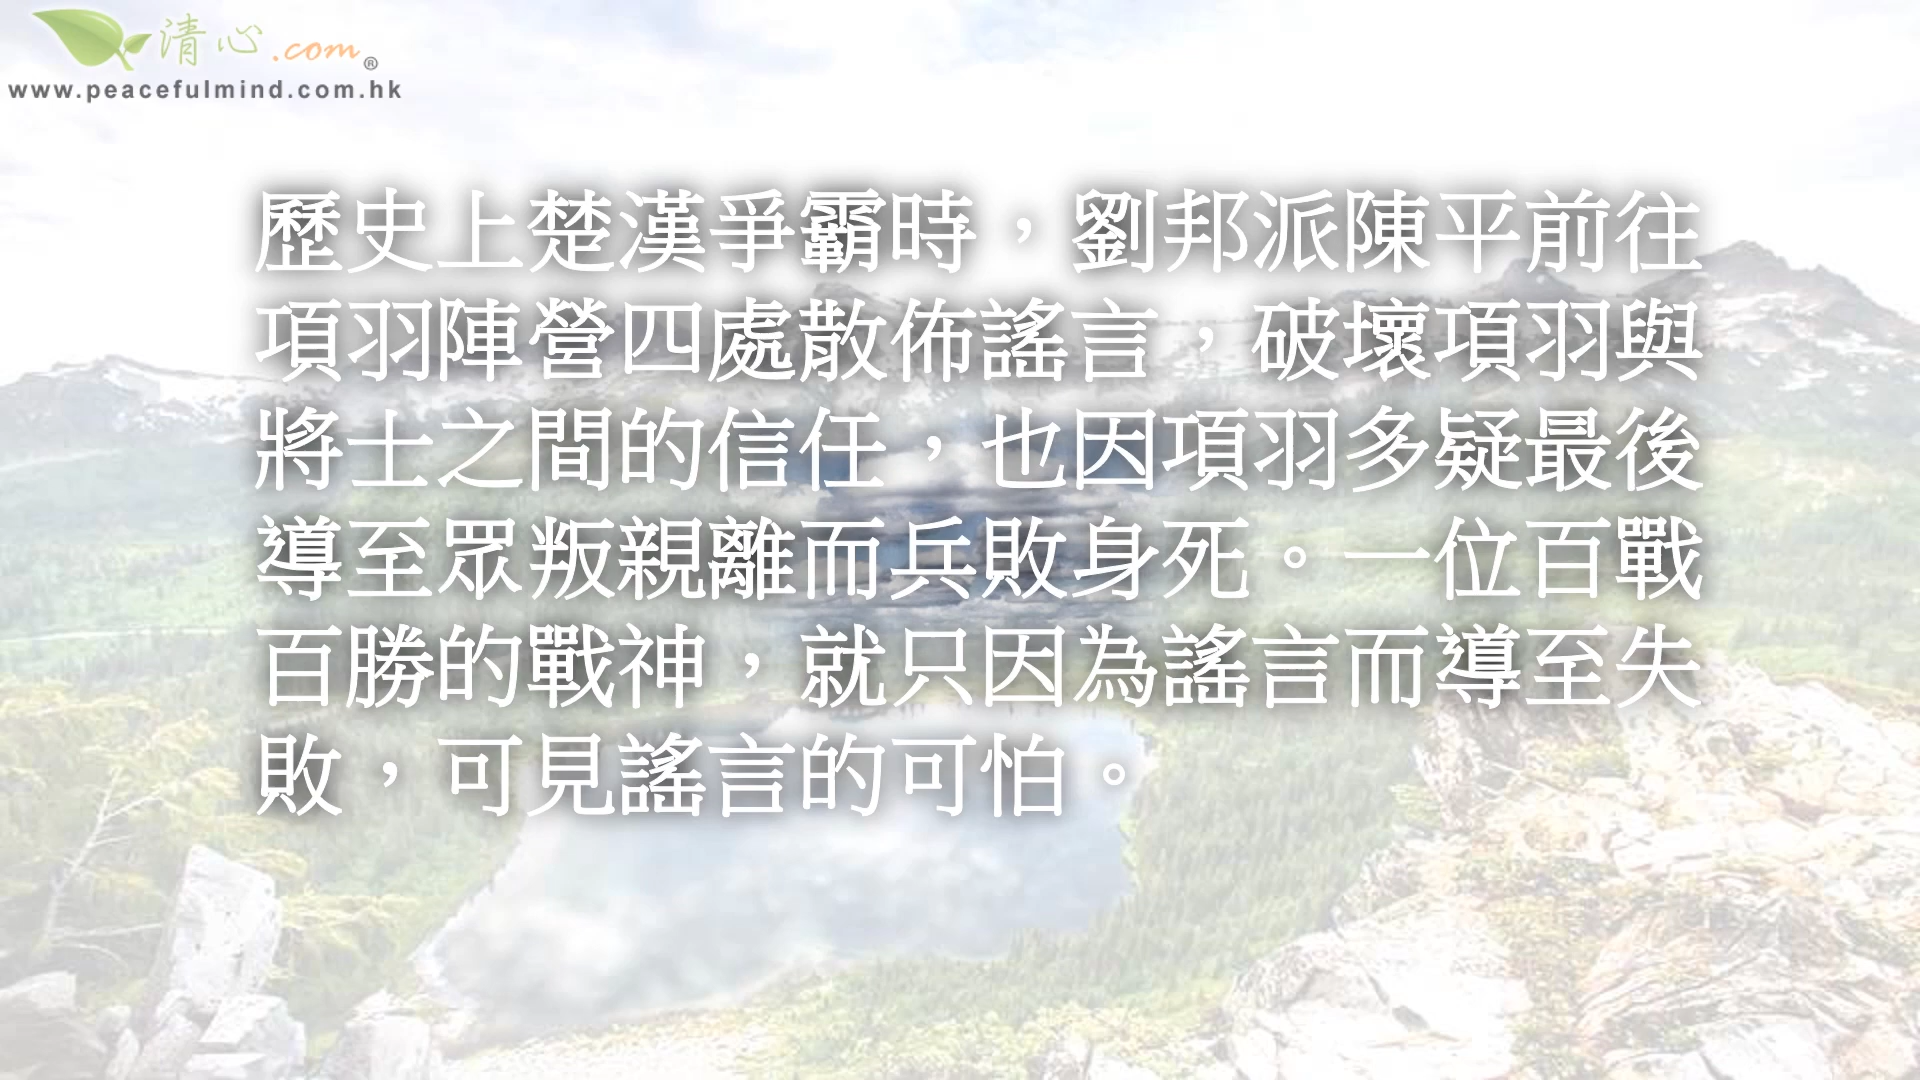 清心.com®
www.peacefulmind.com.hk
歷史上楚漢爭霸時，劉邦派陳平前往
項羽陣營四處散佈謠言，破壞項羽與
將士之間的信任，也因項羽多疑最後
導至眾叛親離而兵敗身死。一位百戰
百勝的戰神，就只因為謠言而導至失
敗，可見謠言的可怕。